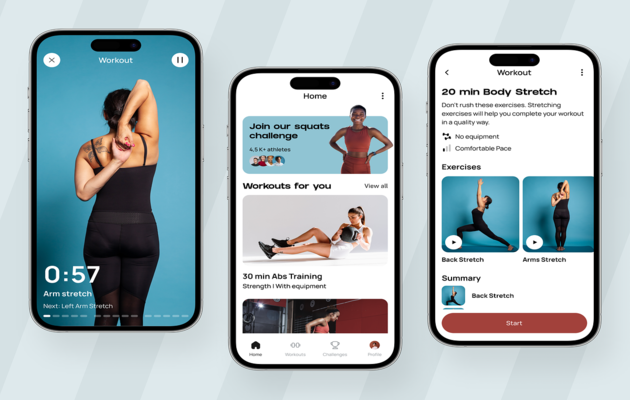 Workout
0:57
Arm stretch
Next: Left Arm Stretch
Home
Join our squats
challenge
4,5 K+ athletes
Workouts for you
View all
30 min Abs Training
Strength | With equipment
Home
Workouts
Challenges
Profile
Workout
20 min Body Stretch
Don't rush these exercises. Stretching
exercises will help you complete your workout
in a quality way.
No equipment
Comfortable Pace
Exercises
Back Stretch
Arms Stretch
Summary
Back Stretch
Start